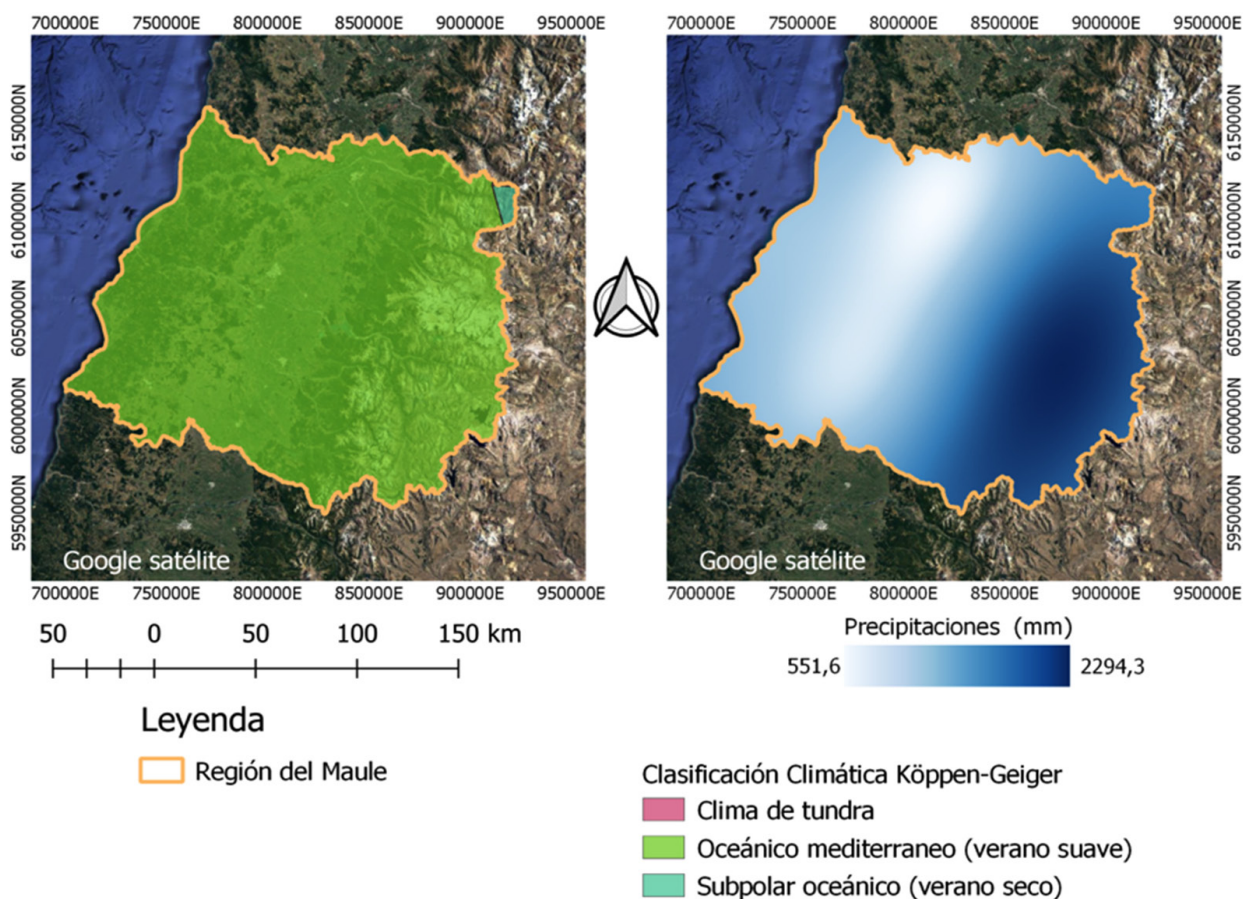 700000E 750000E 800000E 850000E 900000E 950000E
700000E 750000E 800000E 850000E 900000E 950000E
6150000N
6100000N
6050000N
6000000N
5950000N
6150000N
6100000N
6050000N
6000000N
5950000N
Google satélite
Google satélite
700000E 750000E 800000E 850000E 900000E 950000E
700000E 750000E 800000E 850000E 900000E 950000E
50 0 50 100 150 km
Precipitaciones (mm)
551,6 2294,3
Leyenda
Región del Maule
Clasificación Climática Köppen-Geiger
Clima de tundra
Oceánico mediterraneo (verano suave)
Subpolar oceánico (verano seco)